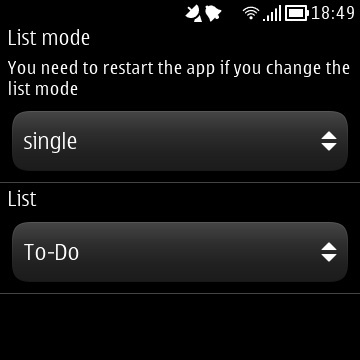 18:49
List mode
You need to restart the app if you change the
list mode
single
List
To-Do